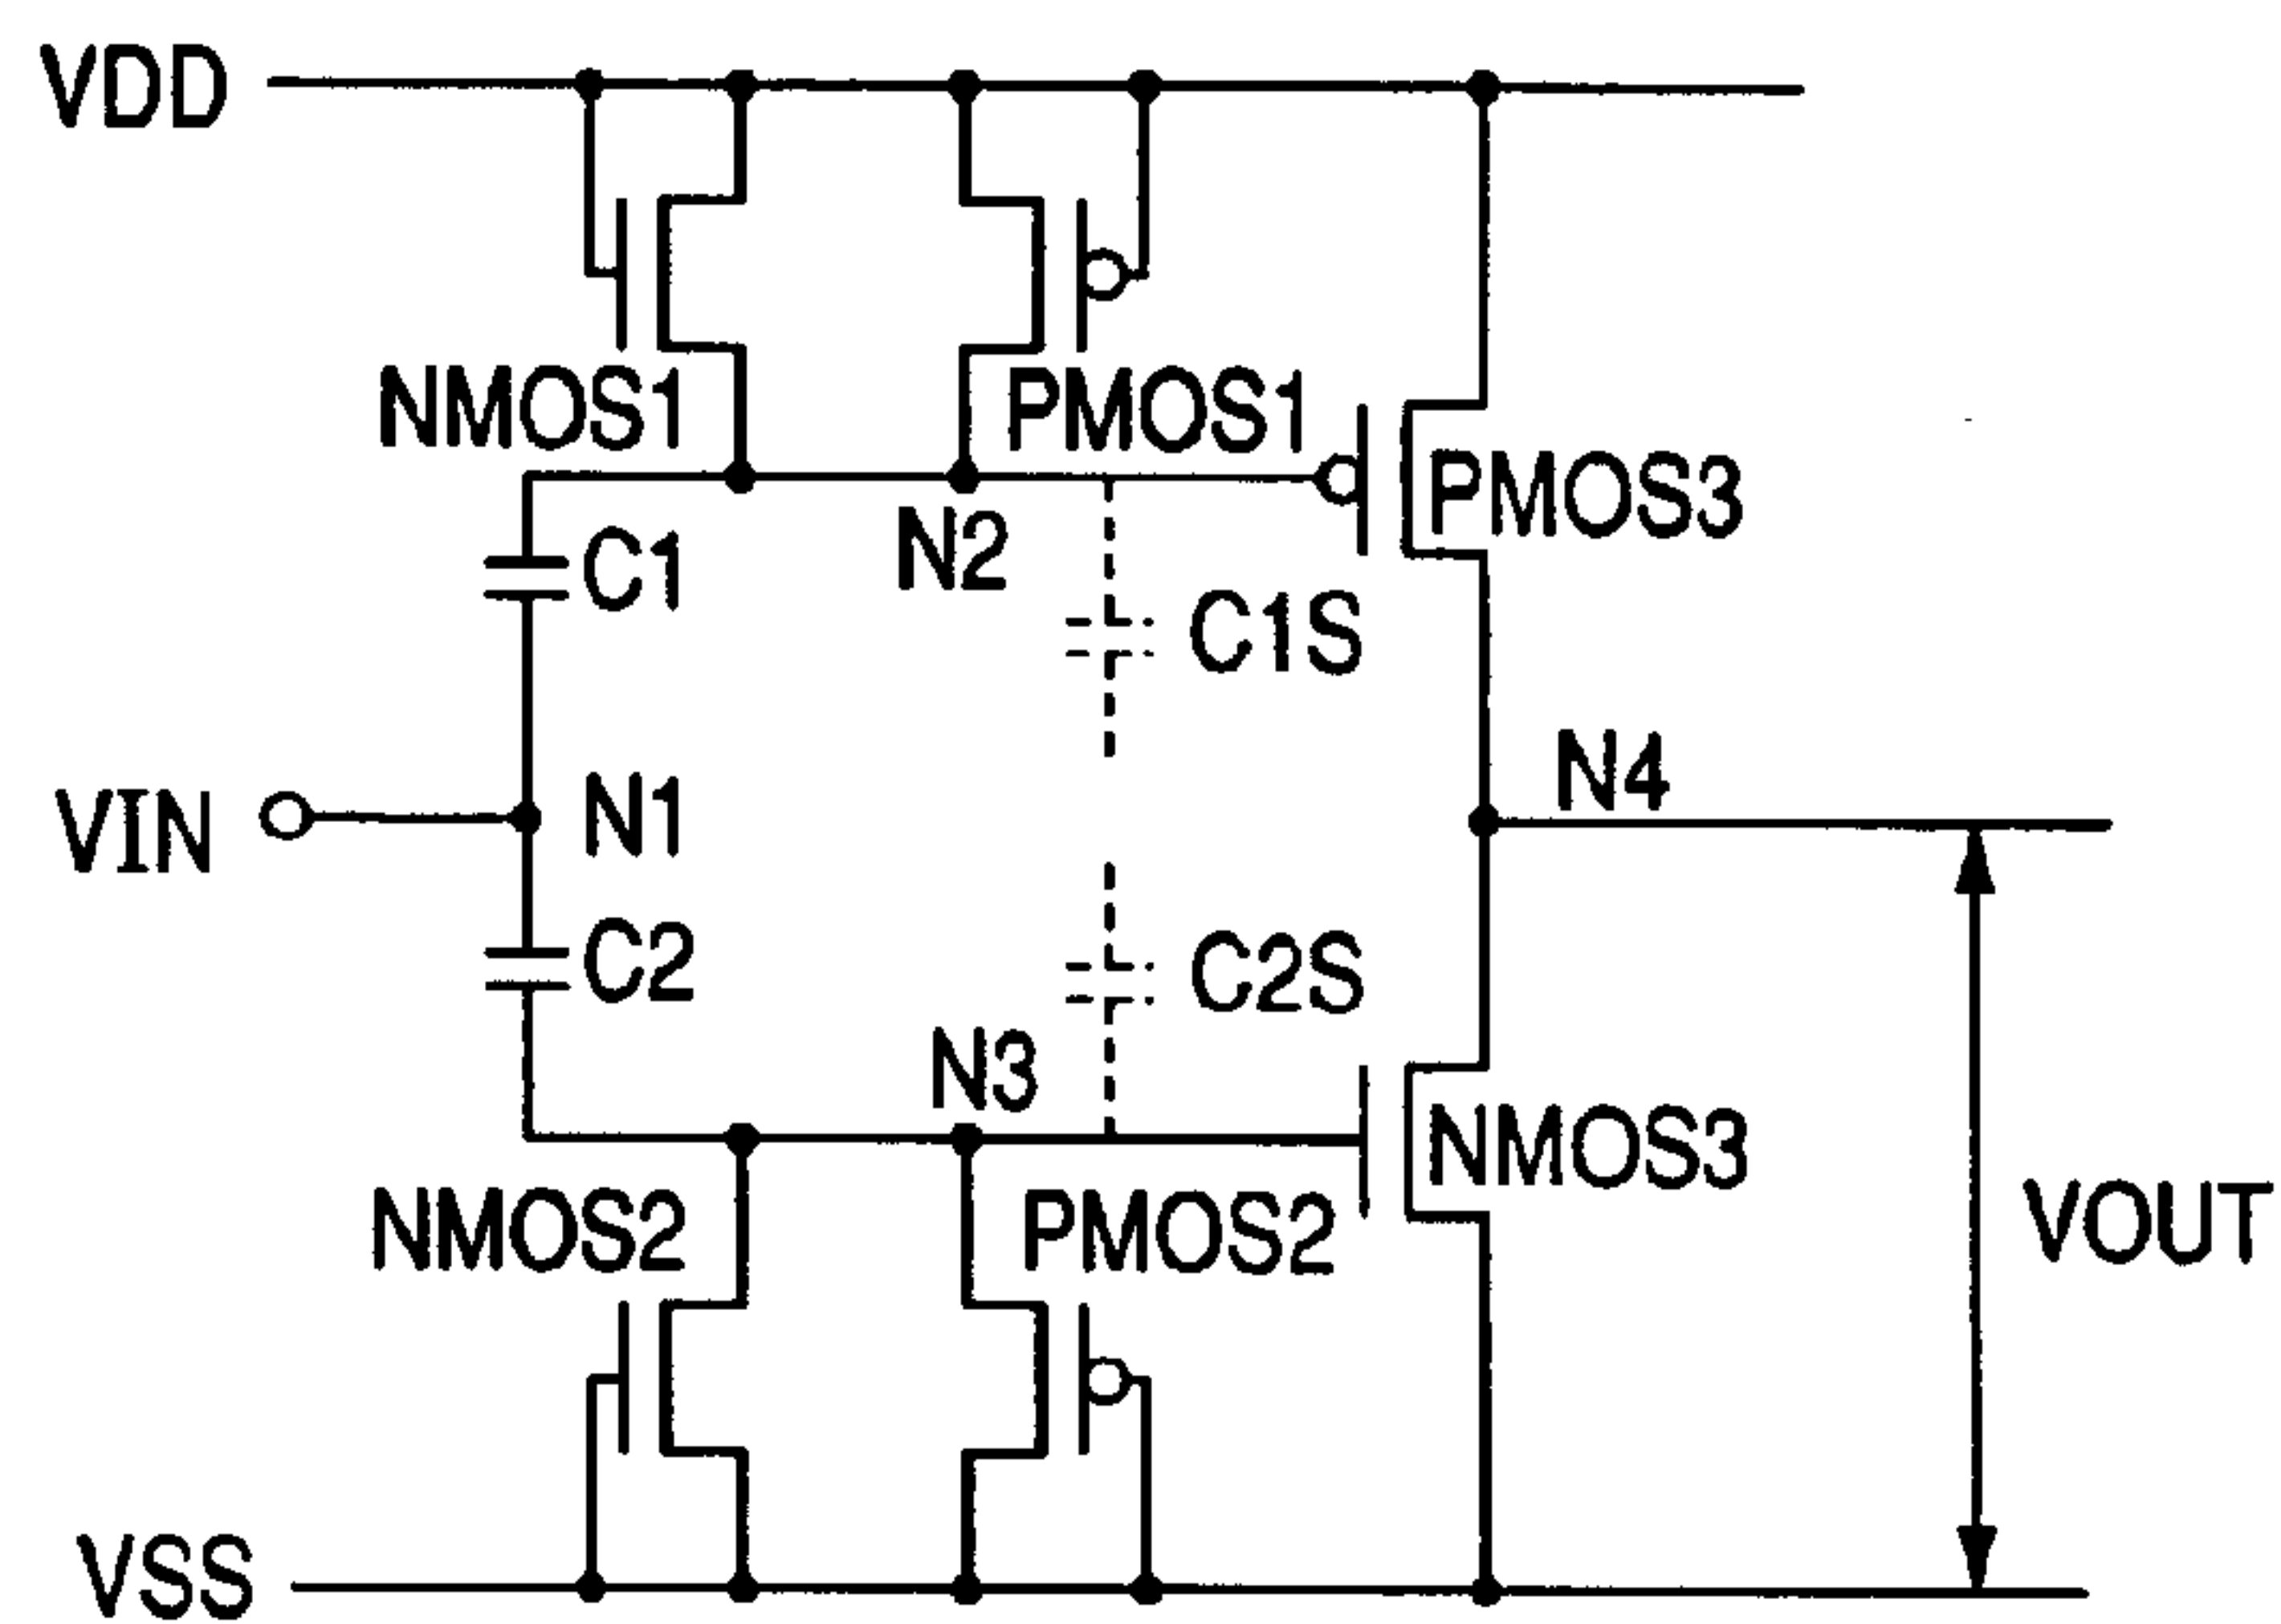 VDD
NMOS1
PMOS1
PMOS3
N2
C1
C1S
N4
VIN
N1
C2
C2S
N3
NMOS3
NMOS2
PMOS2
VOUT
VSS